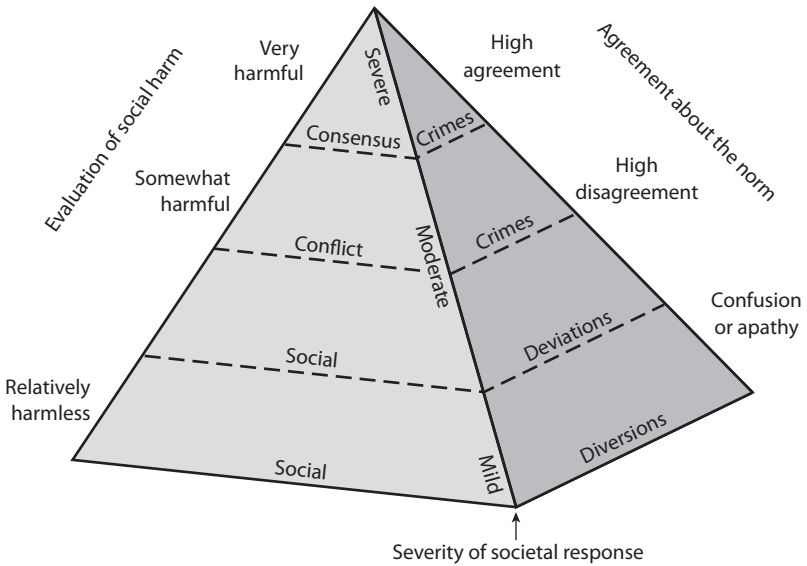 Very
harmful
Severe
High
agreement
Evaluation of social harm
Agreement about the norm
Consensus
Crimes
Somewhat
harmful
High
disagreement
Conflict
Crimes
Moderate
Confusion
or apathy
Social
Deviations
Relatively
harmless
Social
Mild
Diversions
Severity of societal response